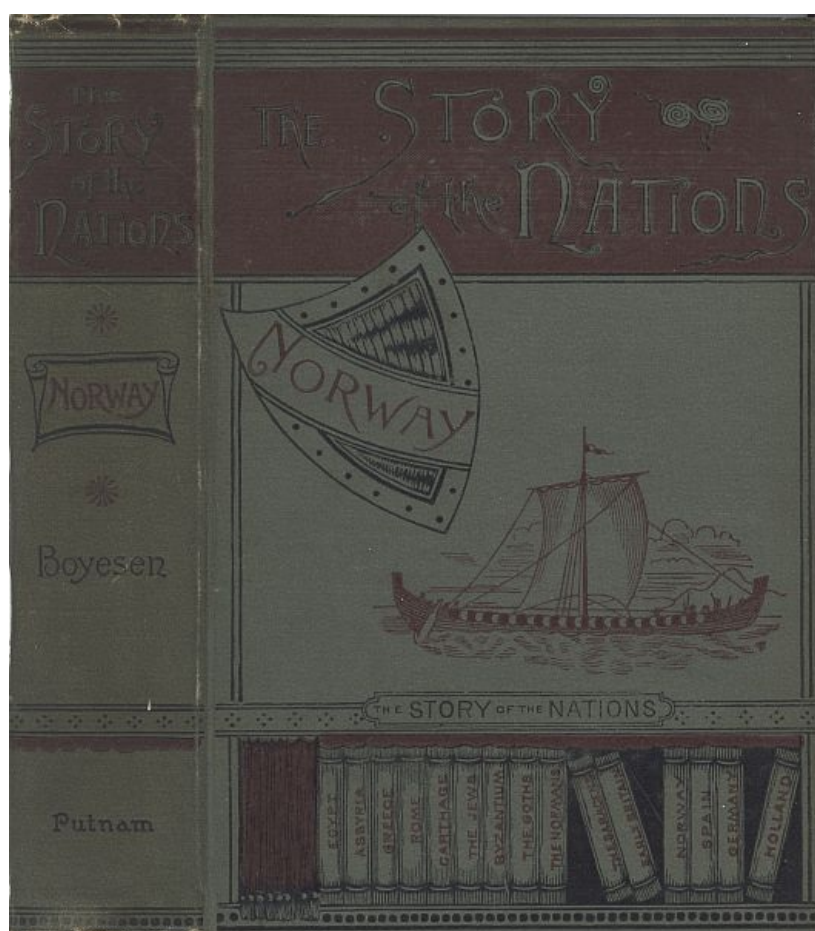 The
STORY
of the
NATIONS
NORWAY
Boyesen
Putnam
THE STORY
of the NATIONS
NORWAY
THE STORY OF THE NATIONS
EGYPT
ASSYRIA
GREECE
ROME
CARTHAGE
THE JEWS
BYZANTIUM
THE GOTHS
THE NORMANS
THE SARACENS
EARLY BRITAIN
NORWAY
SPAIN
GERMANY
HOLLAND